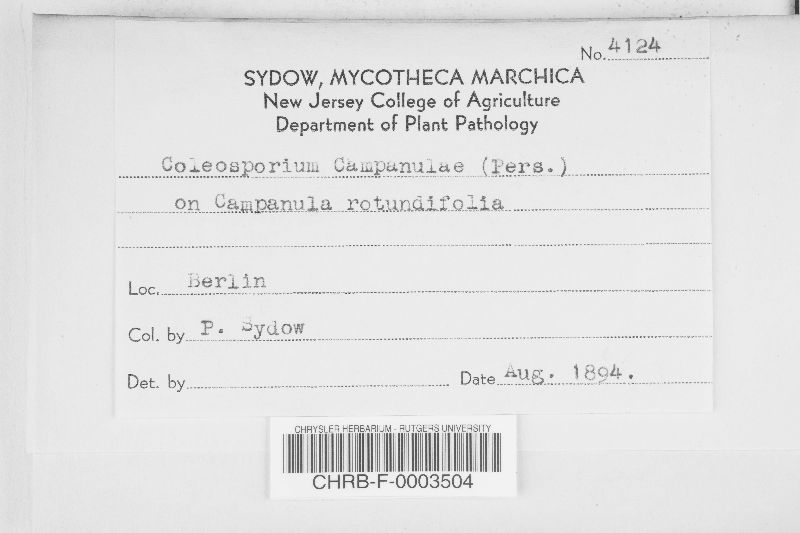 No. 4124
SYDOW, MYCOTHECA MARCHICA
New Jersey College of Agriculture
Department of Plant Pathology
Coleosporium Campanulae (Pers.)
on Campanula rotundifolia
Loc. Berlin
Col. by P. Sydow
Det. by Date Aug. 1894.
CHRYSLER HERBARIUM - RUTGERS UNIVERSITY
CHRB-F-0003504